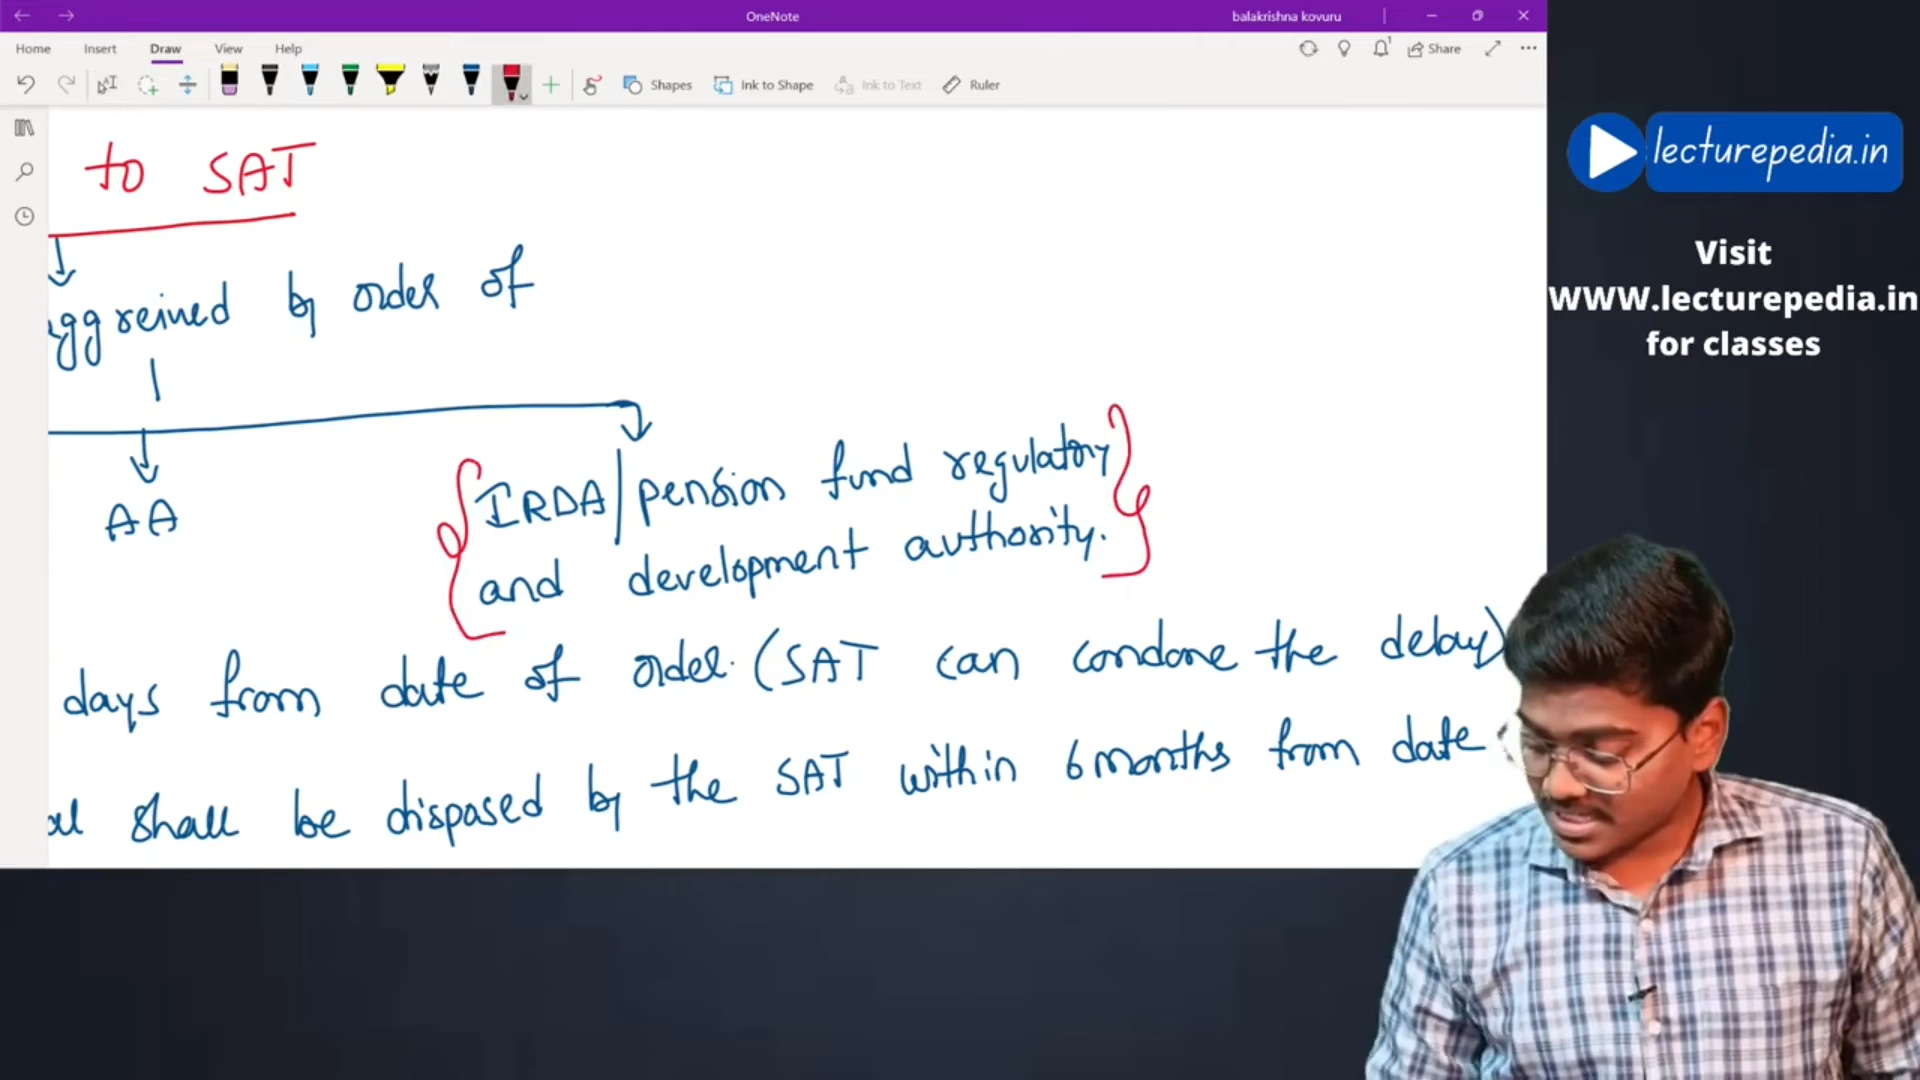 OneNote
balakrishna kovuru
Home Insert Draw View Help
Share
Shapes Ink to Shape Ink to Text Ruler
to SAT
aggreined by order of
AA
IRDA/pension fund regulatory
and development authority.
days from date of order. (SAT can condone the delay)
shall be disposed by the SAT within 6 months from date
lecturepedia.in
Visit
WWW.lecturepedia.in
for classes